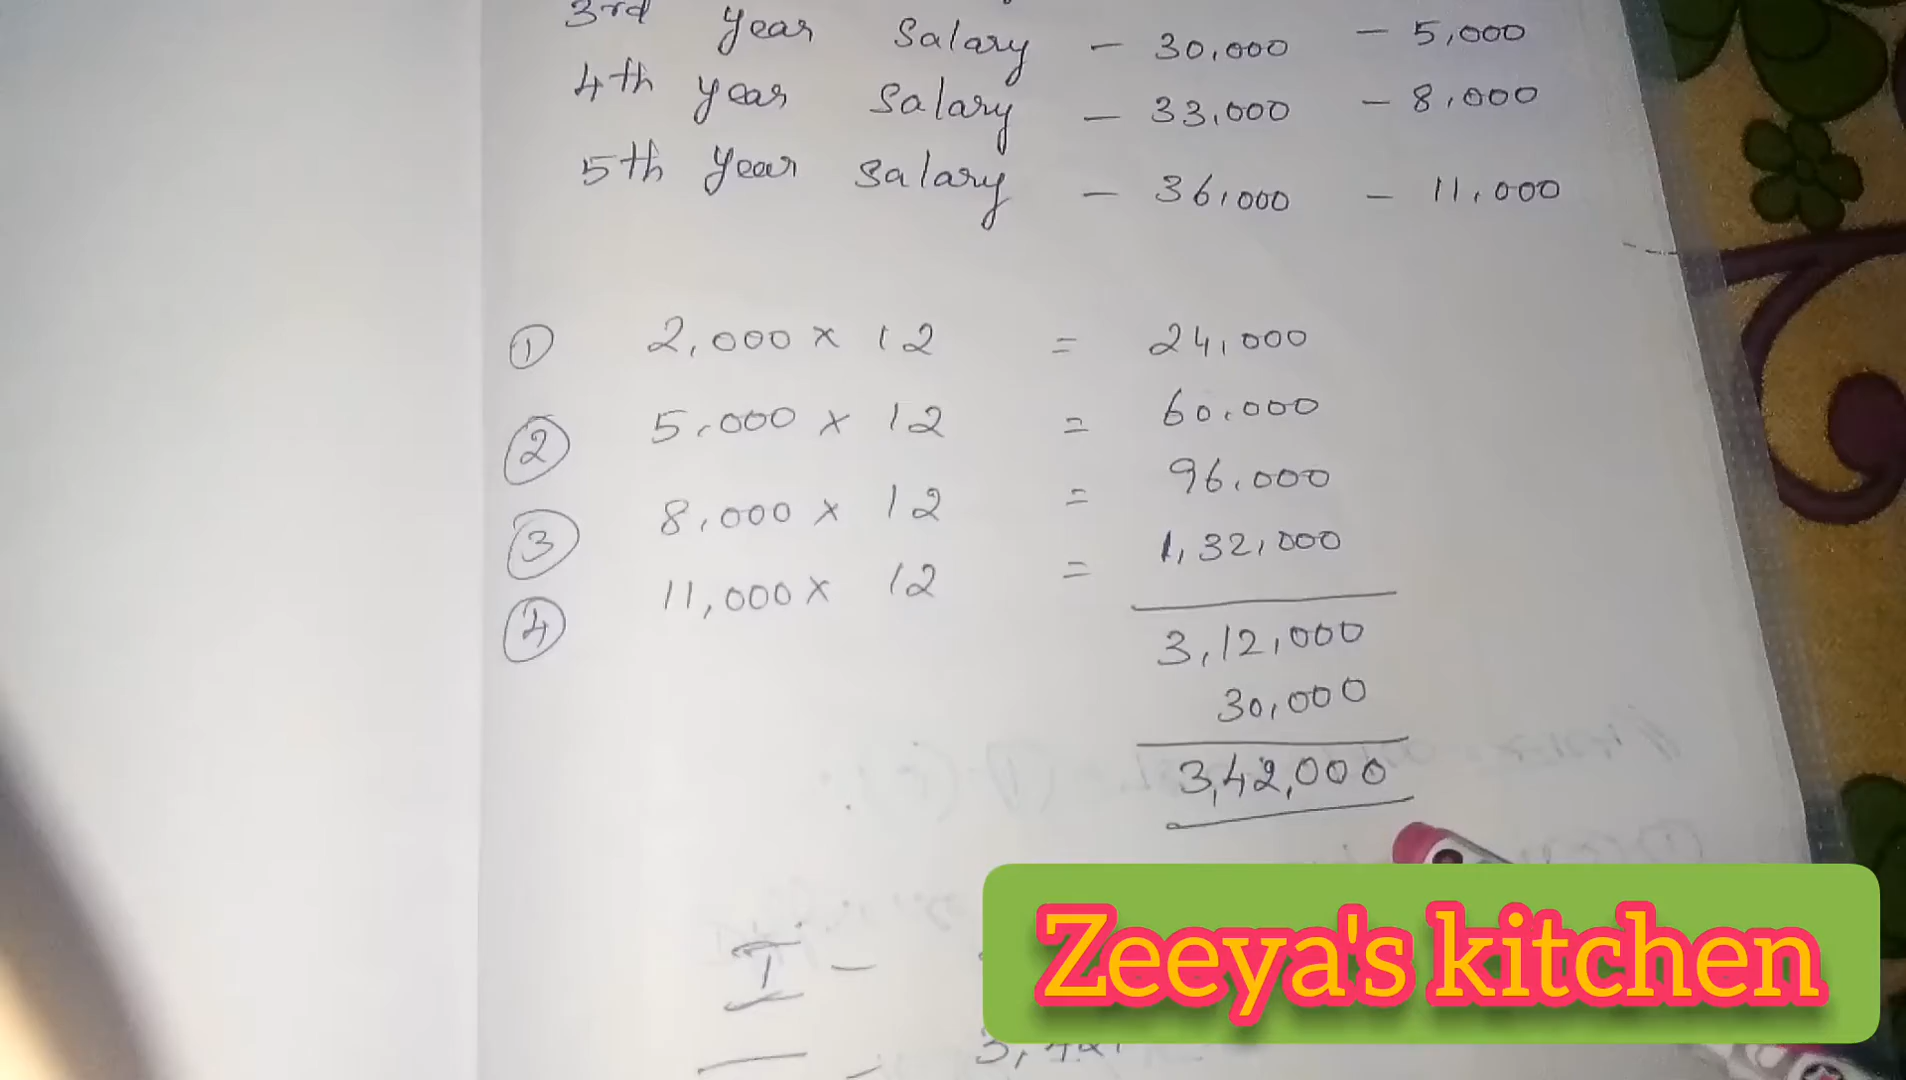 3rd year salary - 30,000 - 5,000
4th year salary - 33,000 - 8,000
5th year salary - 36,000 - 11,000
① 2,000 x 12 = 24,000
② 5,000 x 12 = 60,000
③ 8,000 x 12 = 96,000
④ 11,000 x 12 = 1,32,000
3,12,000
30,000
3,42,000
I -
Zeeya's kitchen